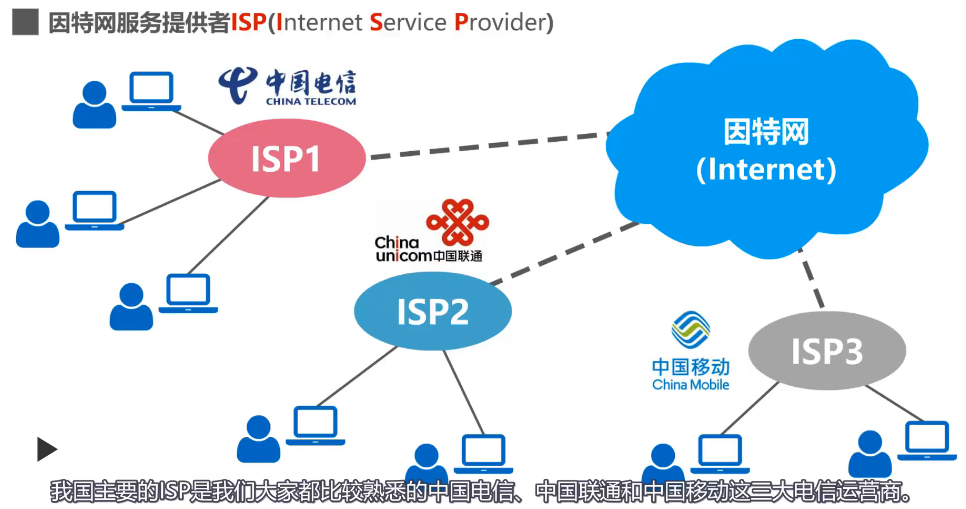 因特网服务提供者ISP(Internet Service Provider)
中国电信
CHINA TELECOM
ISP1
因特网
(Internet)
China
unicom中国联通
ISP2
中国移动
China Mobile
ISP3
我国主要的ISP是我们大家都比较熟悉的中国电信、中国联通和中国移动这三大电信运营商。